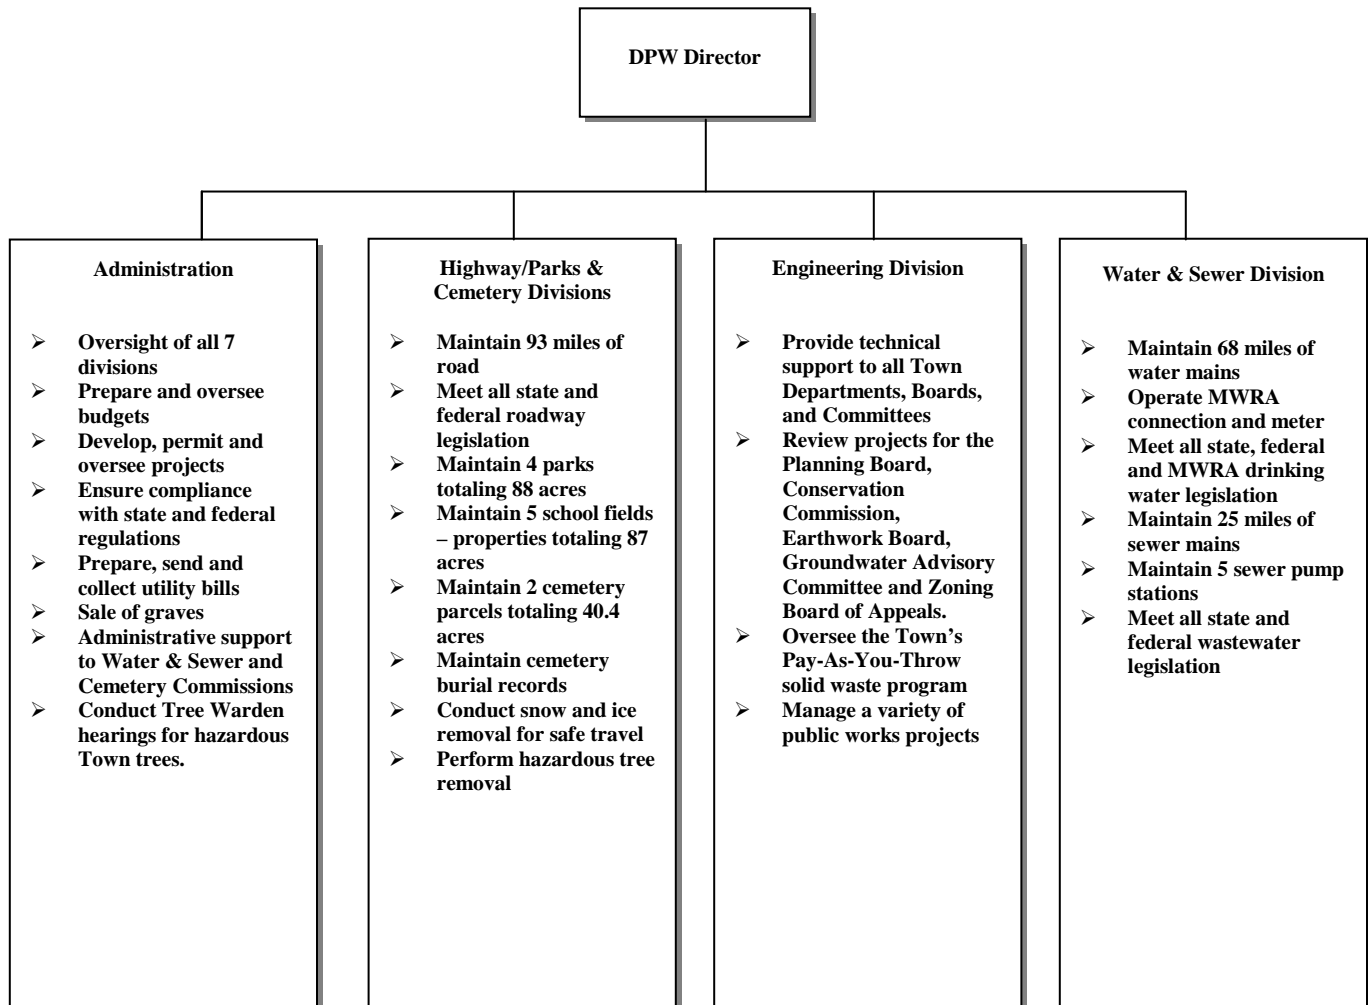 DPW Director
Administration
➢ Oversight of all 7
divisions
➢ Prepare and oversee
budgets
➢ Develop, permit and
oversee projects
➢ Ensure compliance
with state and federal
regulations
➢ Prepare, send and
collect utility bills
➢ Sale of graves
➢ Administrative support
to Water & Sewer and
Cemetery Commissions
➢ Conduct Tree Warden
hearings for hazardous
Town trees.
Highway/Parks &
Cemetery Divisions
➢ Maintain 93 miles of
road
➢ Meet all state and
federal roadway
legislation
➢ Maintain 4 parks
totaling 88 acres
➢ Maintain 5 school fields
– properties totaling 87
acres
➢ Maintain 2 cemetery
parcels totaling 40.4
acres
➢ Maintain cemetery
burial records
➢ Conduct snow and ice
removal for safe travel
➢ Perform hazardous tree
removal
Engineering Division
➢ Provide technical
support to all Town
Departments, Boards,
and Committees
➢ Review projects for the
Planning Board,
Conservation
Commission,
Earthwork Board,
Groundwater Advisory
Committee and Zoning
Board of Appeals.
➢ Oversee the Town’s
Pay-As-You-Throw
solid waste program
➢ Manage a variety of
public works projects
Water & Sewer Division
➢ Maintain 68 miles of
water mains
➢ Operate MWRA
connection and meter
➢ Meet all state, federal
and MWRA drinking
water legislation
➢ Maintain 25 miles of
sewer mains
➢ Maintain 5 sewer pump
stations
➢ Meet all state and
federal wastewater
legislation